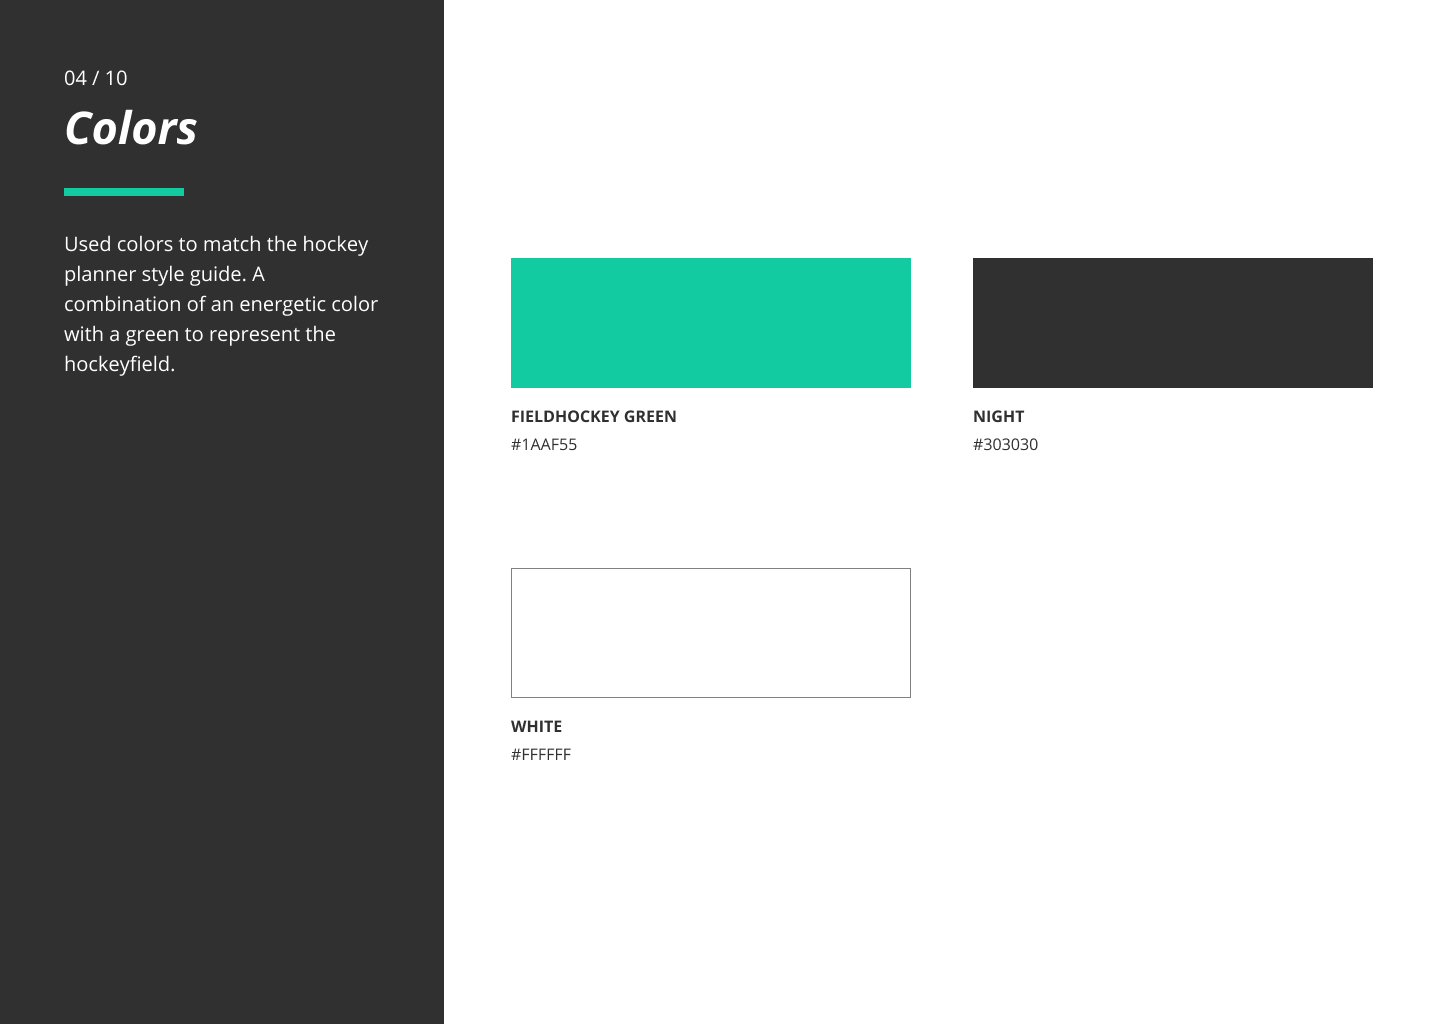 04 / 10
Colors
Used colors to match the hockey
planner style guide. A
combination of an energetic color
with a green to represent the
hockeyfield.
FIELDHOCKEY GREEN
#1AAF55
NIGHT
#303030
WHITE
#FFFFFF